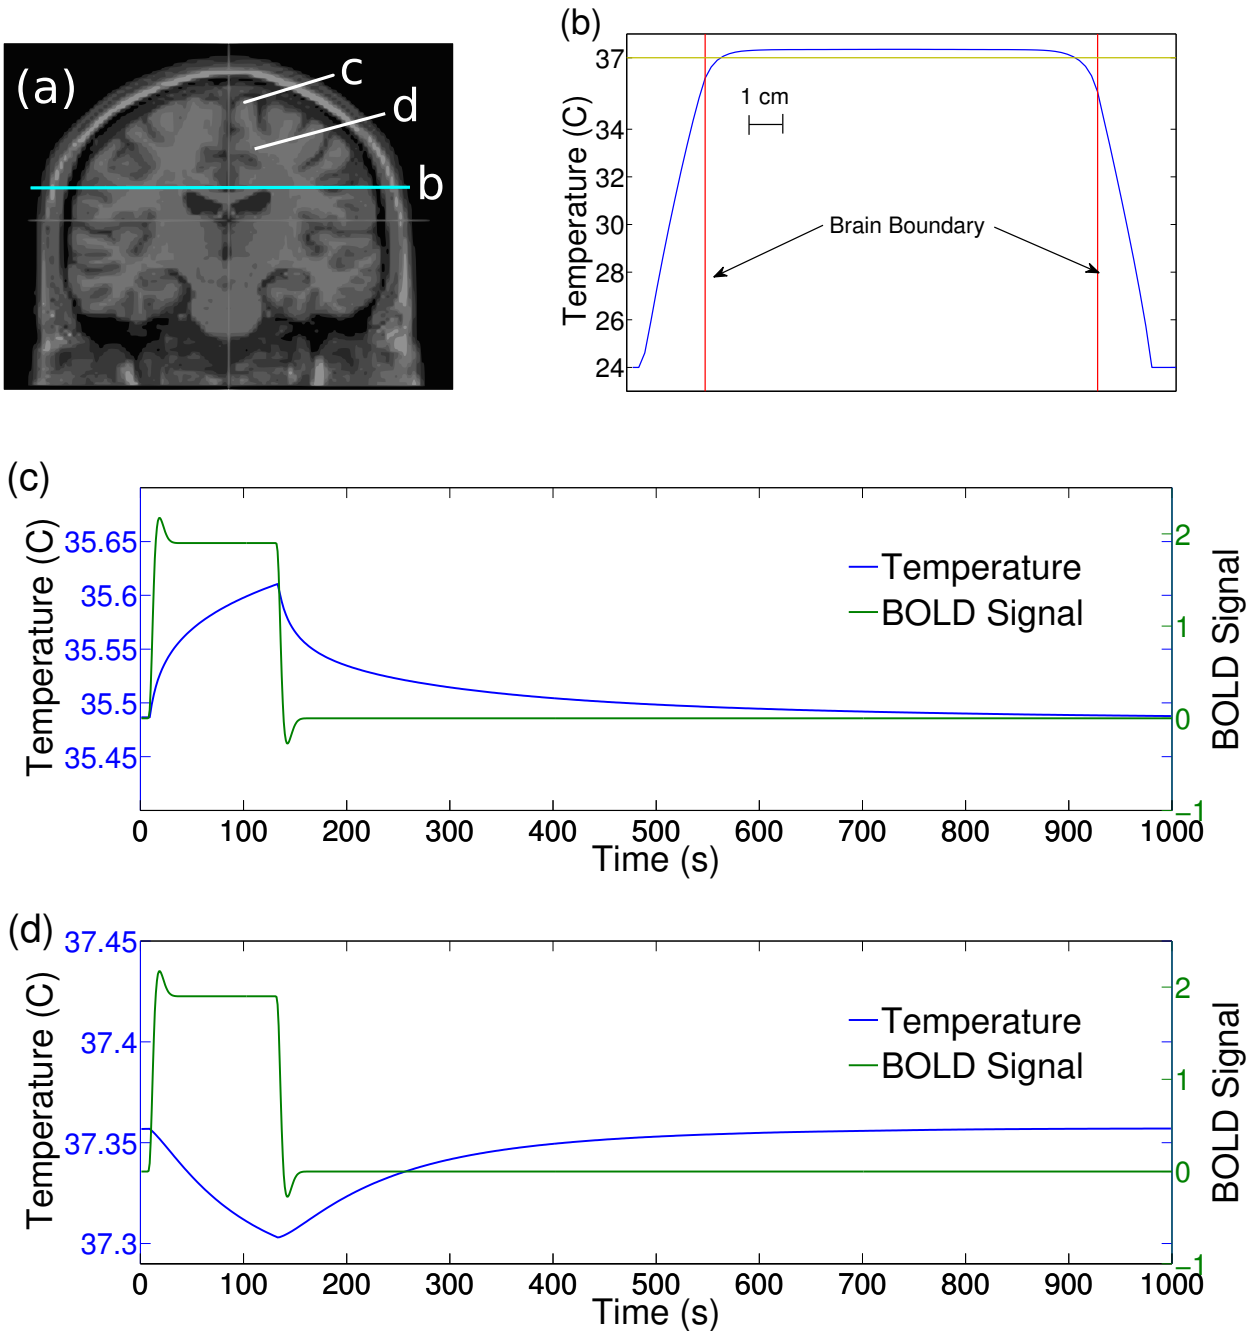 (a)
c
d
b
(b)
Temperature (C)
37
34
32
30
28
26
24
1 cm
Brain Boundary
(c)
Temperature (C)
35.65
35.6
35.55
35.5
35.45
Temperature
BOLD Signal
2
1
0
−1
BOLD Signal
0 100 200 300 400 500 600 700 800 900 1000
Time (s)
(d)
Temperature (C)
37.45
37.4
37.35
37.3
Temperature
BOLD Signal
2
1
0
−1
BOLD Signal
0 100 200 300 400 500 600 700 800 900 1000
Time (s)